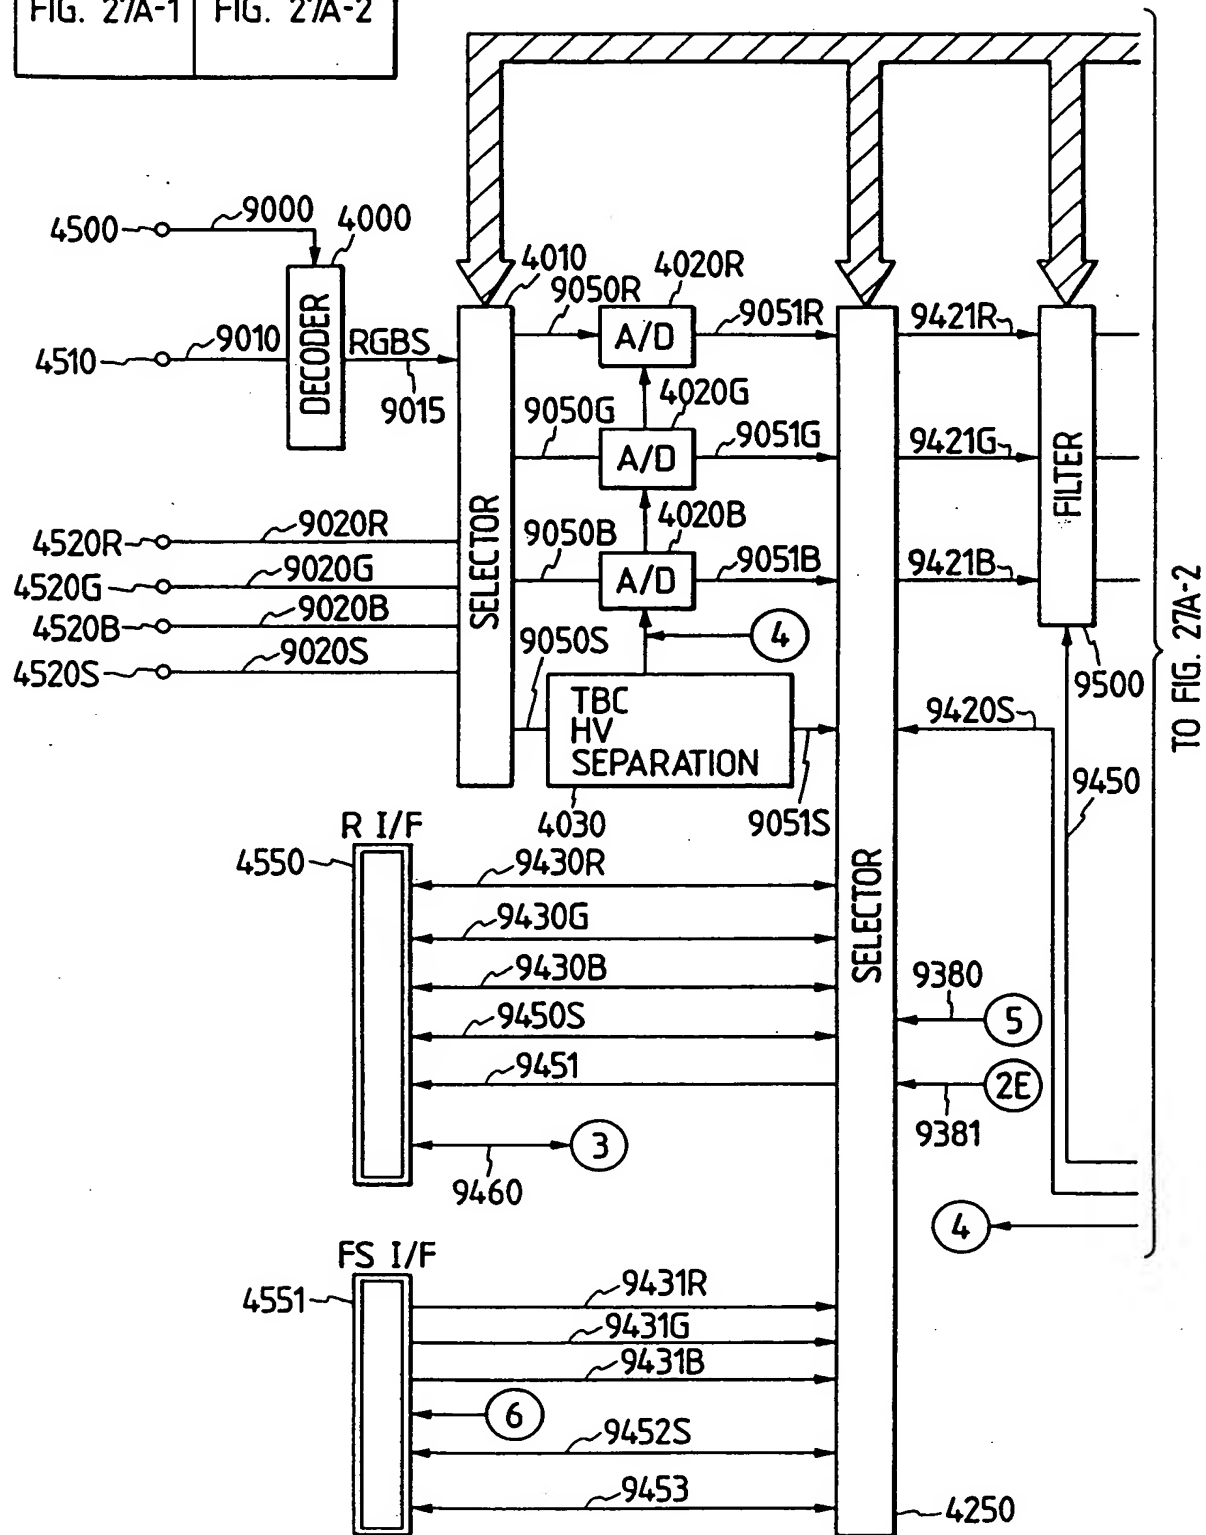 FIG. 27A-1 FIG. 27A-2
4500
9000
4000
4510
9010
DECODER
RGBS
9015
4010
9050R
4020R
A/D
9051R
9421R
4020G
9050G
A/D
9051G
9421G
4020B
9050B
A/D
9051B
9421B
SELECTOR
FILTER
9500
4520R
9020R
4520G
9020G
4520B
9020B
4520S
9020S
4
9050S
TBC
HV
SEPARATION
4030
9051S
9420S
9450
TO FIG. 27A-2
R I/F
4550
9430R
9430G
9430B
9450S
9451
9460
3
SELECTOR
9380
5
2E
9381
4
FS I/F
4551
9431R
9431G
9431B
6
9452S
9453
4250